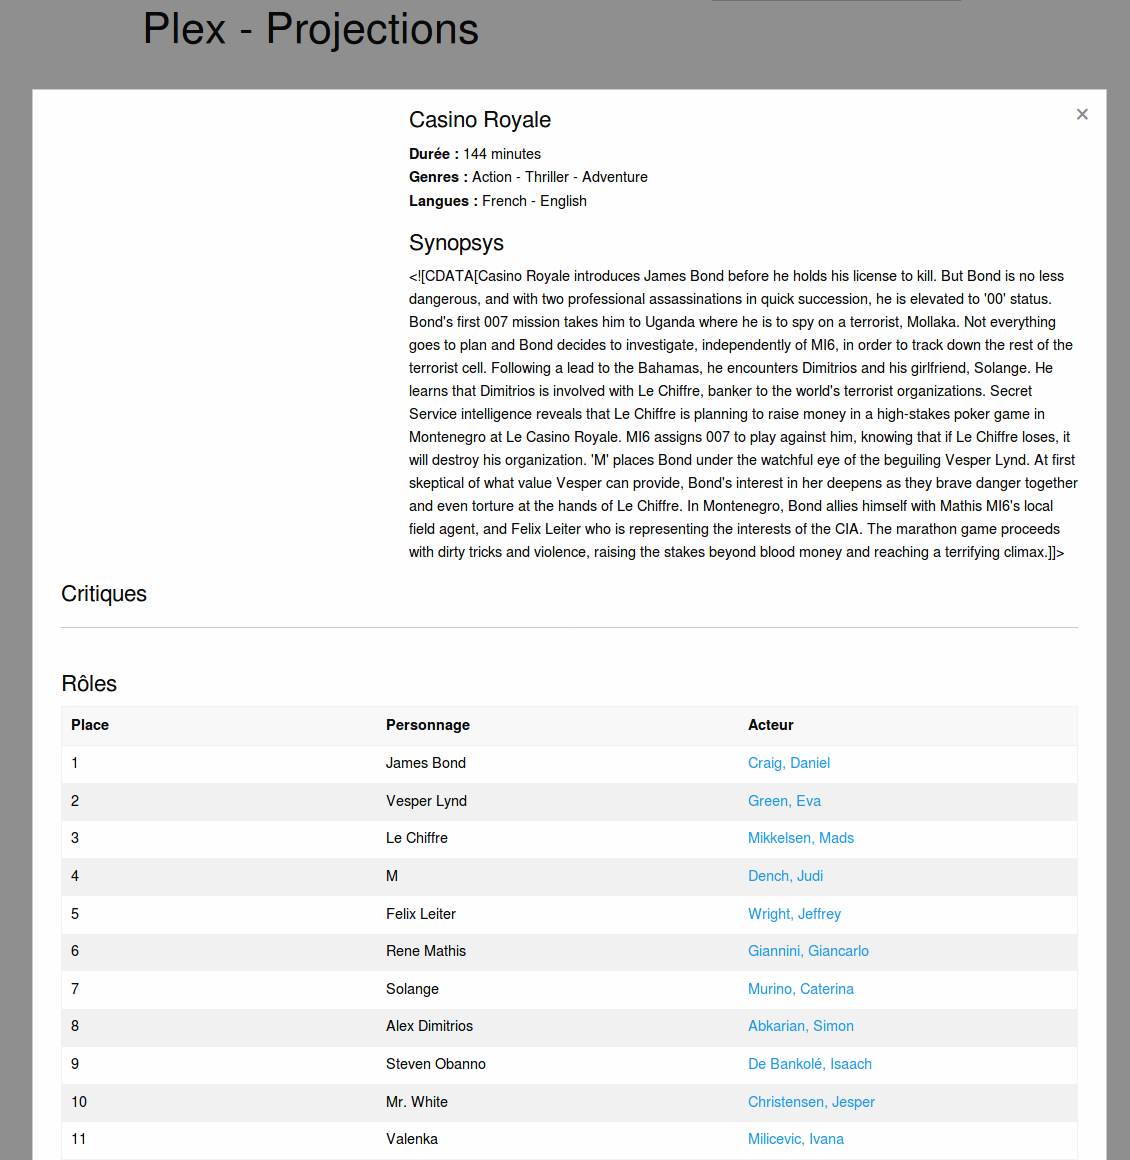 Plex - Projections
×
Casino Royale
Durée : 144 minutes
Genres : Action - Thriller - Adventure
Langues : French - English
Synopsys
<![CDATA[Casino Royale introduces James Bond before he holds his license to kill. But Bond is no less
dangerous, and with two professional assassinations in quick succession, he is elevated to '00' status.
Bond's first 007 mission takes him to Uganda where he is to spy on a terrorist, Mollaka. Not everything
goes to plan and Bond decides to investigate, independently of MI6, in order to track down the rest of the
terrorist cell. Following a lead to the Bahamas, he encounters Dimitrios and his girlfriend, Solange. He
learns that Dimitrios is involved with Le Chiffre, banker to the world's terrorist organizations. Secret
Service intelligence reveals that Le Chiffre is planning to raise money in a high-stakes poker game in
Montenegro at Le Casino Royale. MI6 assigns 007 to play against him, knowing that if Le Chiffre loses, it
will destroy his organization. 'M' places Bond under the watchful eye of the beguiling Vesper Lynd. At first
skeptical of what value Vesper can provide, Bond's interest in her deepens as they brave danger together
and even torture at the hands of Le Chiffre. In Montenegro, Bond allies himself with Mathis MI6's local
field agent, and Felix Leiter who is representing the interests of the CIA. The marathon game proceeds
with dirty tricks and violence, raising the stakes beyond blood money and reaching a terrifying climax.]]>
Critiques
Rôles
Place Personnage Acteur
1 James Bond Craig, Daniel
2 Vesper Lynd Green, Eva
3 Le Chiffre Mikkelsen, Mads
4 M Dench, Judi
5 Felix Leiter Wright, Jeffrey
6 Rene Mathis Giannini, Giancarlo
7 Solange Murino, Caterina
8 Alex Dimitrios Abkarian, Simon
9 Steven Obanno De Bankolé, Isaach
10 Mr. White Christensen, Jesper
11 Valenka Milicevic, Ivana